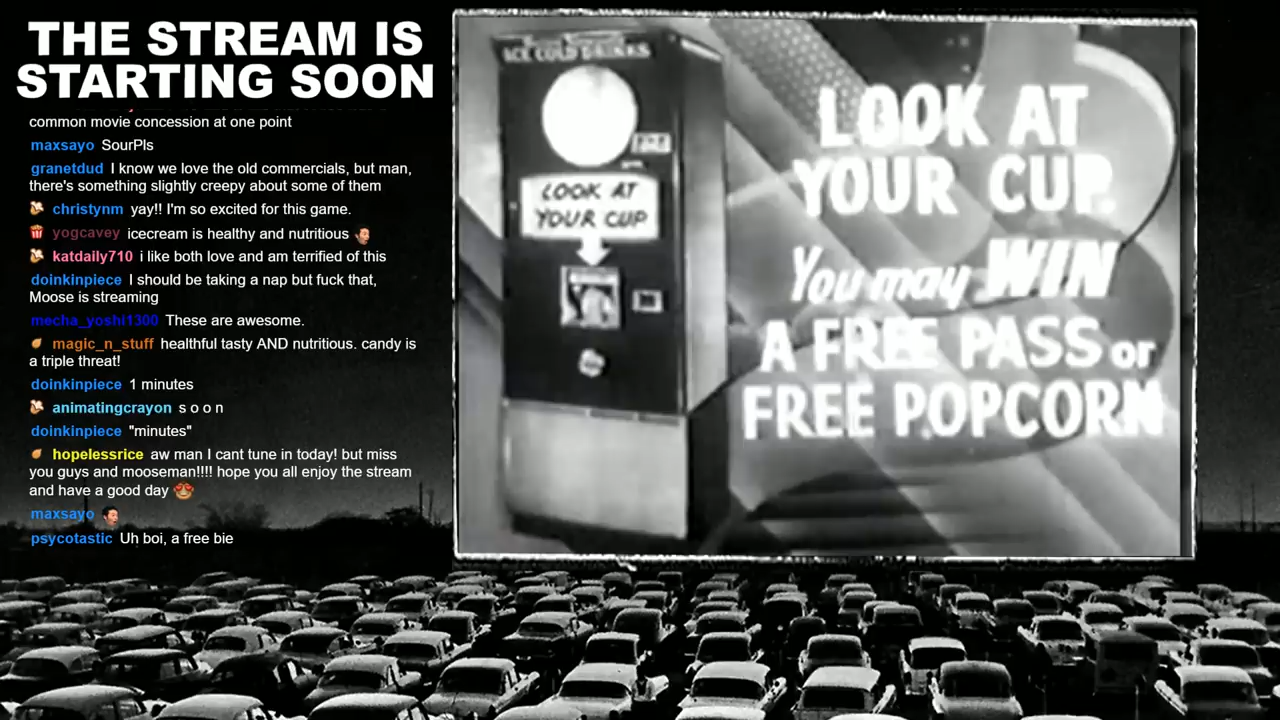 THE STREAM IS
STARTING SOON
common movie concession at one point
maxsayo SourPls
granetdud I know we love the old commercials, but man,
there's something slightly creepy about some of them
christynm yay!! I'm so excited for this game.
yogcavey icecream is healthy and nutritious
katdaily710 i like both love and am terrified of this
doinkinpiece I should be taking a nap but fuck that,
Moose is streaming
mecha_yoshi1300 These are awesome.
magic_n_stuff healthful tasty AND nutritious. candy is
a triple threat!
doinkinpiece 1 minutes
animatingcrayon s o o n
doinkinpiece "minutes"
hopelessrice aw man I cant tune in today! but miss
you guys and mooseman!!!! hope you all enjoy the stream
and have a good day
maxsayo
psycotastic Uh boi, a free bie
ICE COLD DRINKS
LOOK AT
YOUR CUP
LOOK AT
YOUR CUP.
You may WIN
A FREE PASS or
FREE POPCORN